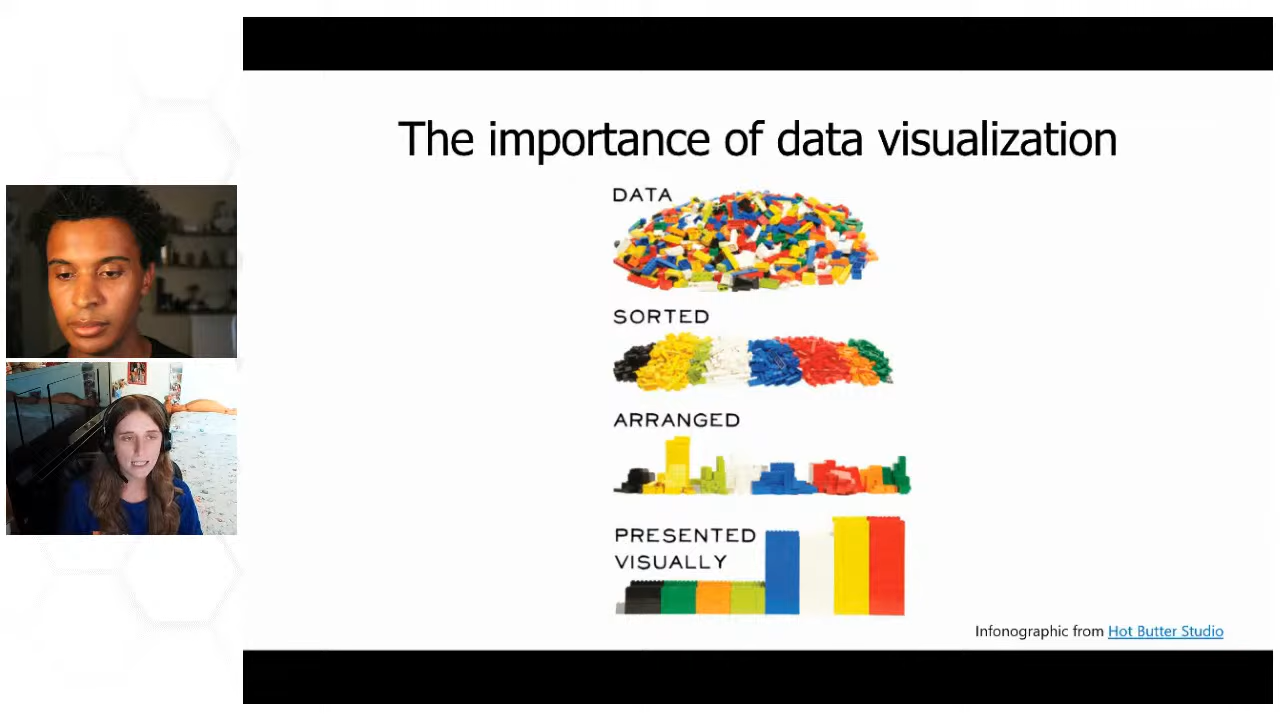 The importance of data visualization
DATA
SORTED
ARRANGED
PRESENTED
VISUALLY
Infonographic from Hot Butter Studio